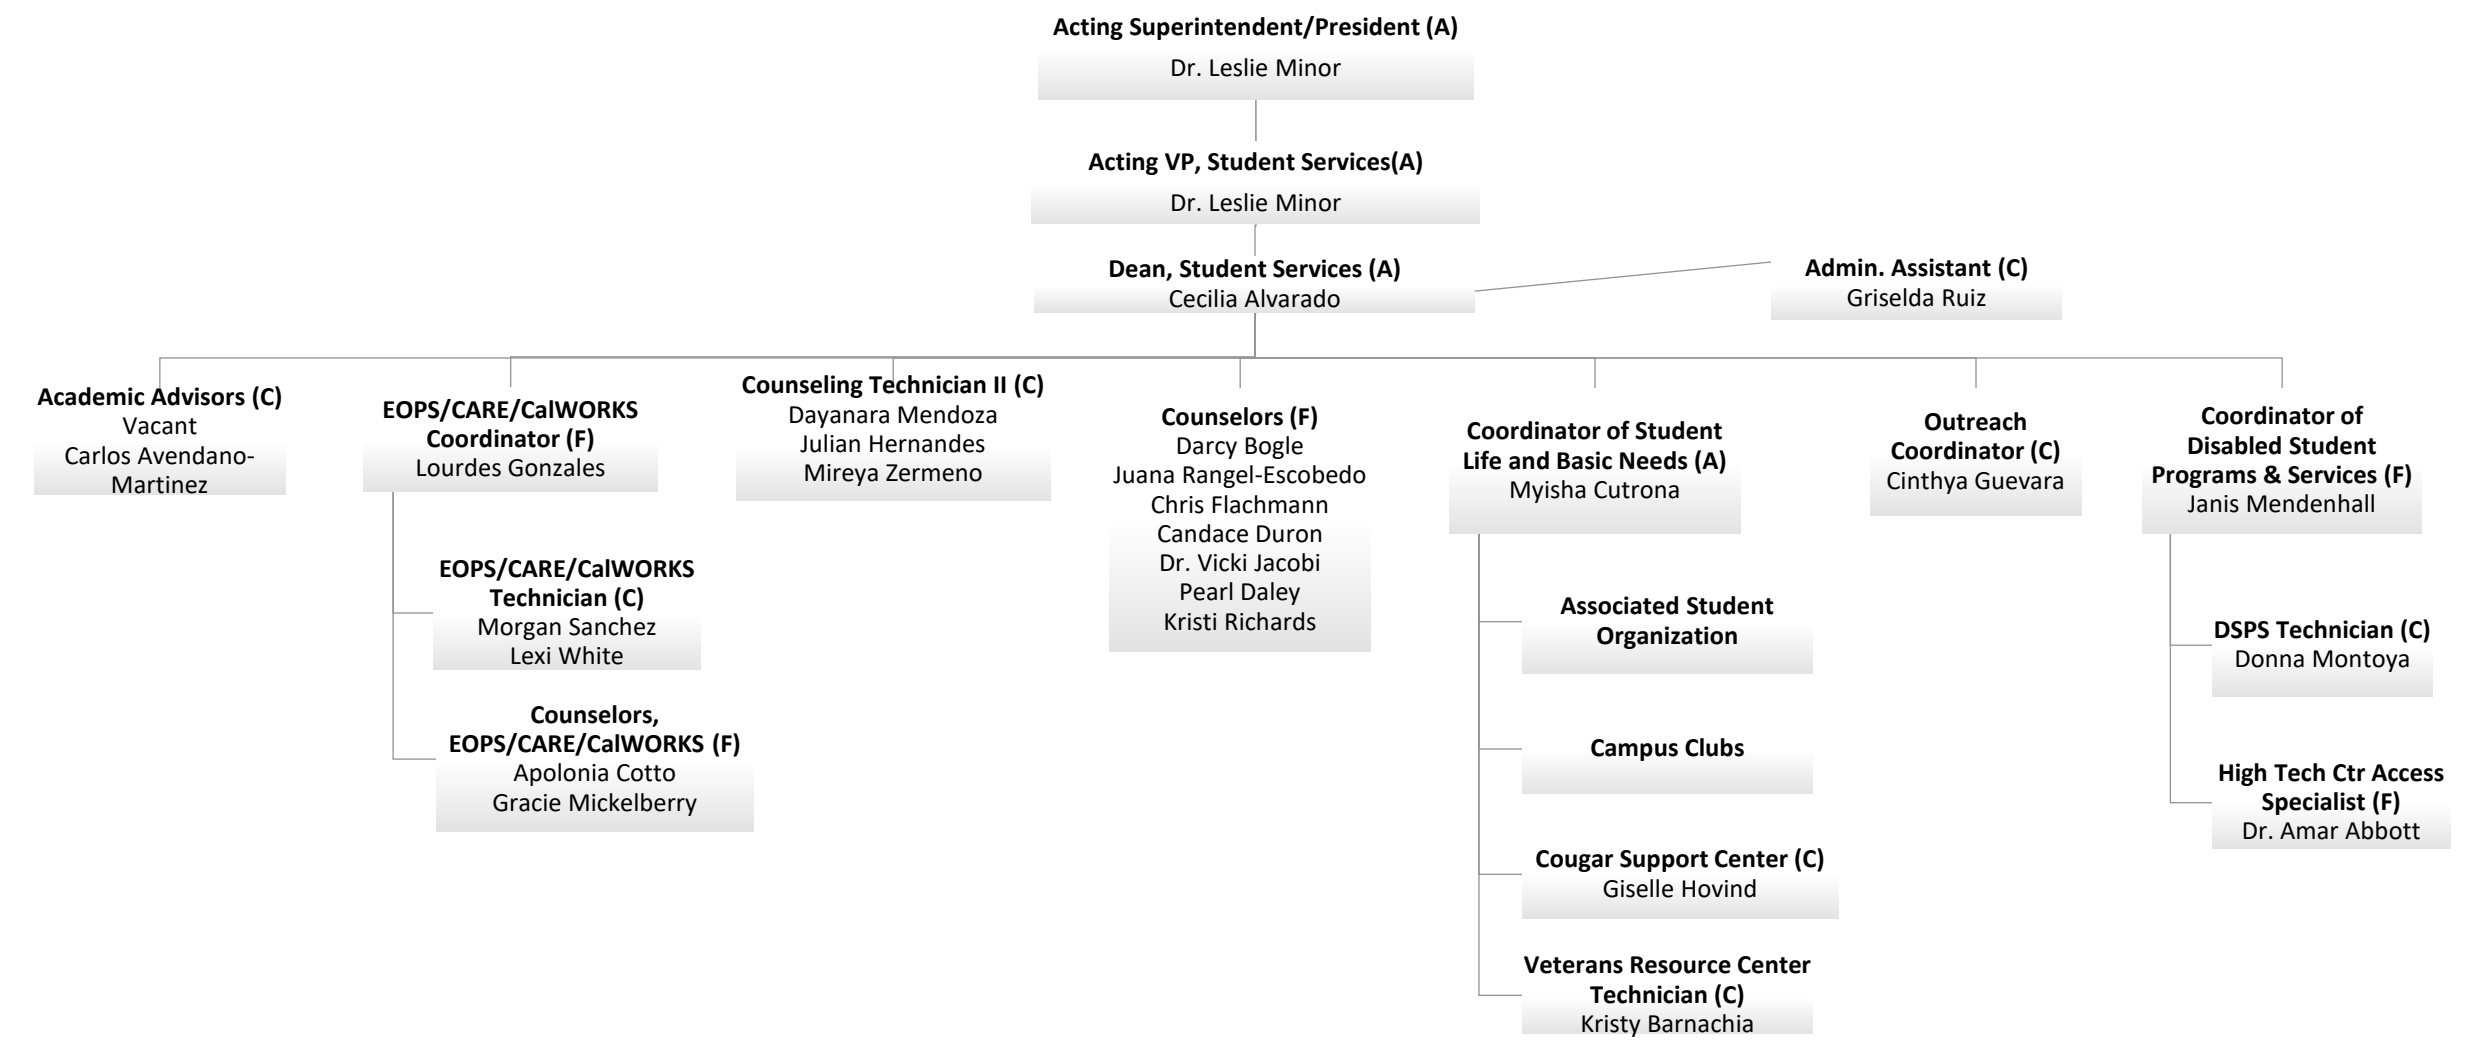 Acting Superintendent/President (A)
Dr. Leslie Minor
Acting VP, Student Services(A)
Dr. Leslie Minor
Dean, Student Services (A)
Cecilia Alvarado
Admin. Assistant (C)
Griselda Ruiz
Academic Advisors (C)
Vacant
Carlos Avendano-
Martinez
EOPS/CARE/CalWORKS
Coordinator (F)
Lourdes Gonzales
EOPS/CARE/CalWORKS
Technician (C)
Morgan Sanchez
Lexi White
Counselors,
EOPS/CARE/CalWORKS (F)
Apolonia Cotto
Gracie Mickelberry
Counseling Technician II (C)
Dayanara Mendoza
Julian Hernandes
Mireya Zermeno
Counselors (F)
Darcy Bogle
Juana Rangel-Escobedo
Chris Flachmann
Candace Duron
Dr. Vicki Jacobi
Pearl Daley
Kristi Richards
Coordinator of Student
Life and Basic Needs (A)
Myisha Cutrona
Associated Student
Organization
Campus Clubs
Cougar Support Center (C)
Giselle Hovind
Veterans Resource Center
Technician (C)
Kristy Barnachia
Outreach
Coordinator (C)
Cinthya Guevara
Coordinator of
Disabled Student
Programs & Services (F)
Janis Mendenhall
DSPS Technician (C)
Donna Montoya
High Tech Ctr Access
Specialist (F)
Dr. Amar Abbott